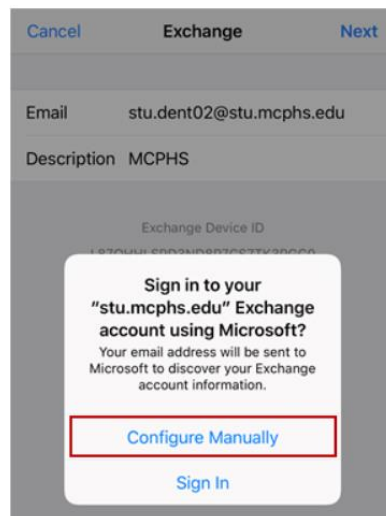 Cancel Exchange Next
Email stu.dent02@stu.mcphs.edu
Description MCPHS
Exchange Device ID
Sign in to your
"stu.mcphs.edu" Exchange
account using Microsoft?
Your email address will be sent to
Microsoft to discover your Exchange
account information.
Configure Manually
Sign In